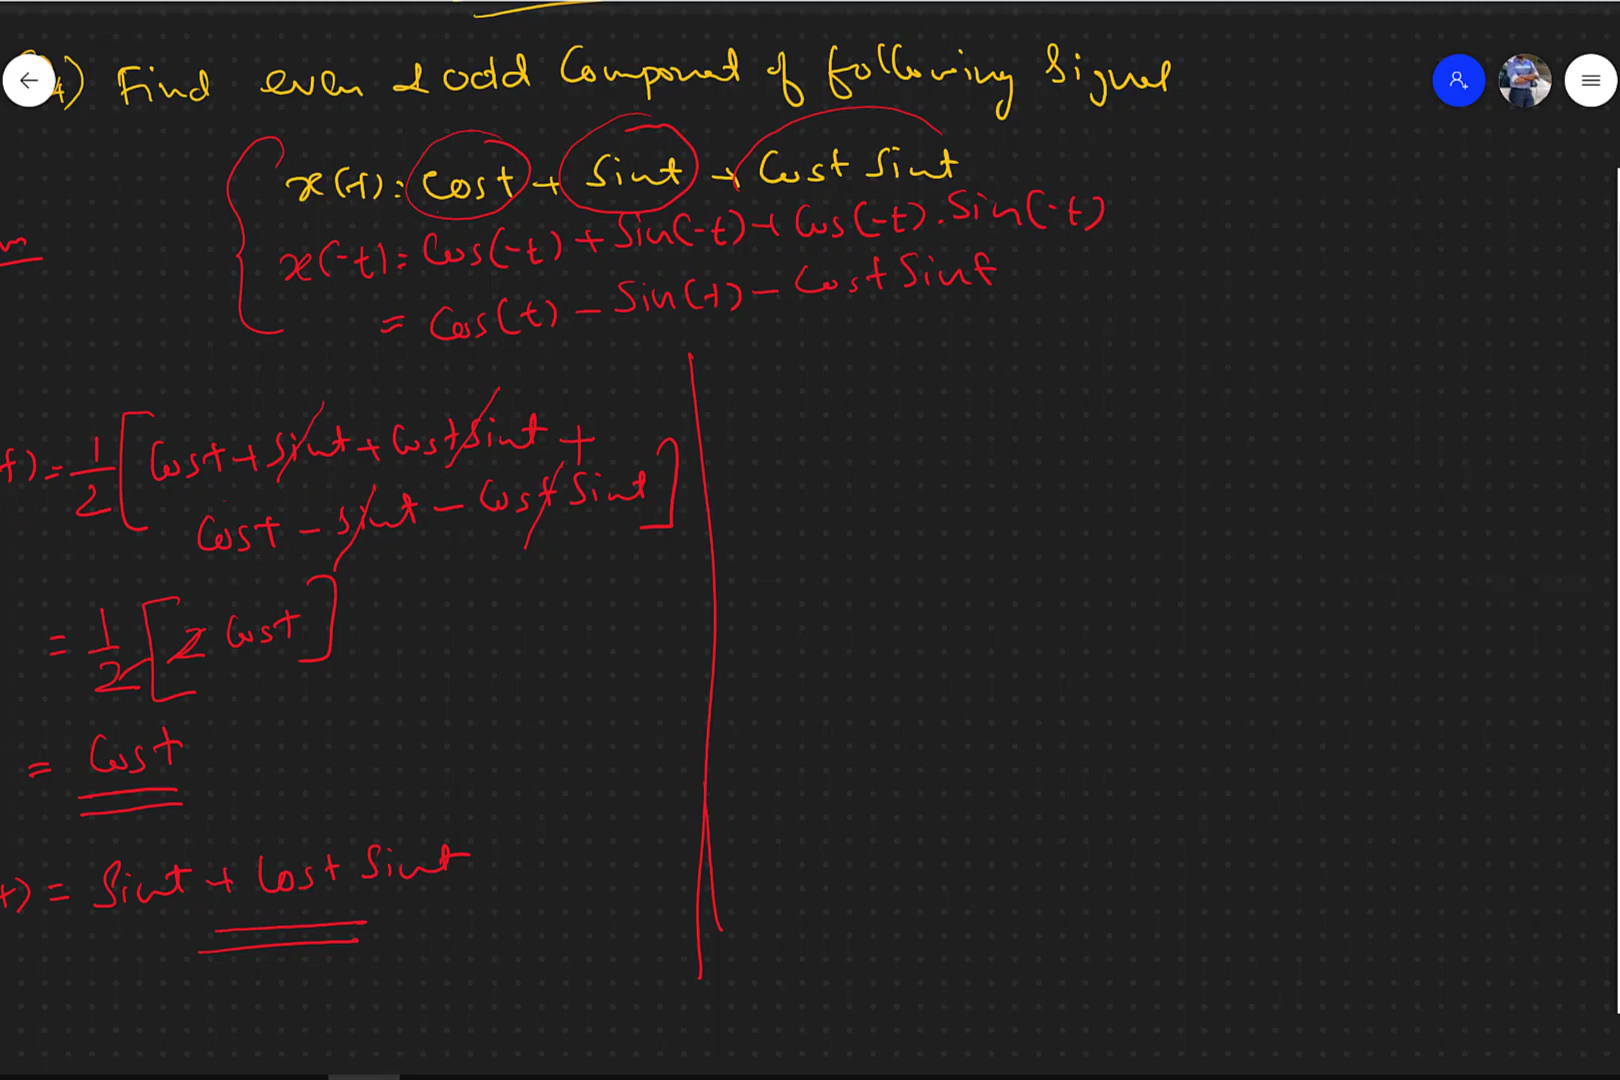 4) Find even & odd Component of following Signal
x(t): Cost + Sint + Cost Sint
x(-t) = Cos(-t) + Sin(-t) + Cos(-t) . Sin(-t)
= Cos(t) - Sin(t) - Cost Sint
t) = 1/2 [ Cost + Sint + Cost Sint +
Cost - Sint - Cost Sint ]
= 1/2 [ 2 Cost ]
= Cost
t) = Sint + Cost Sint